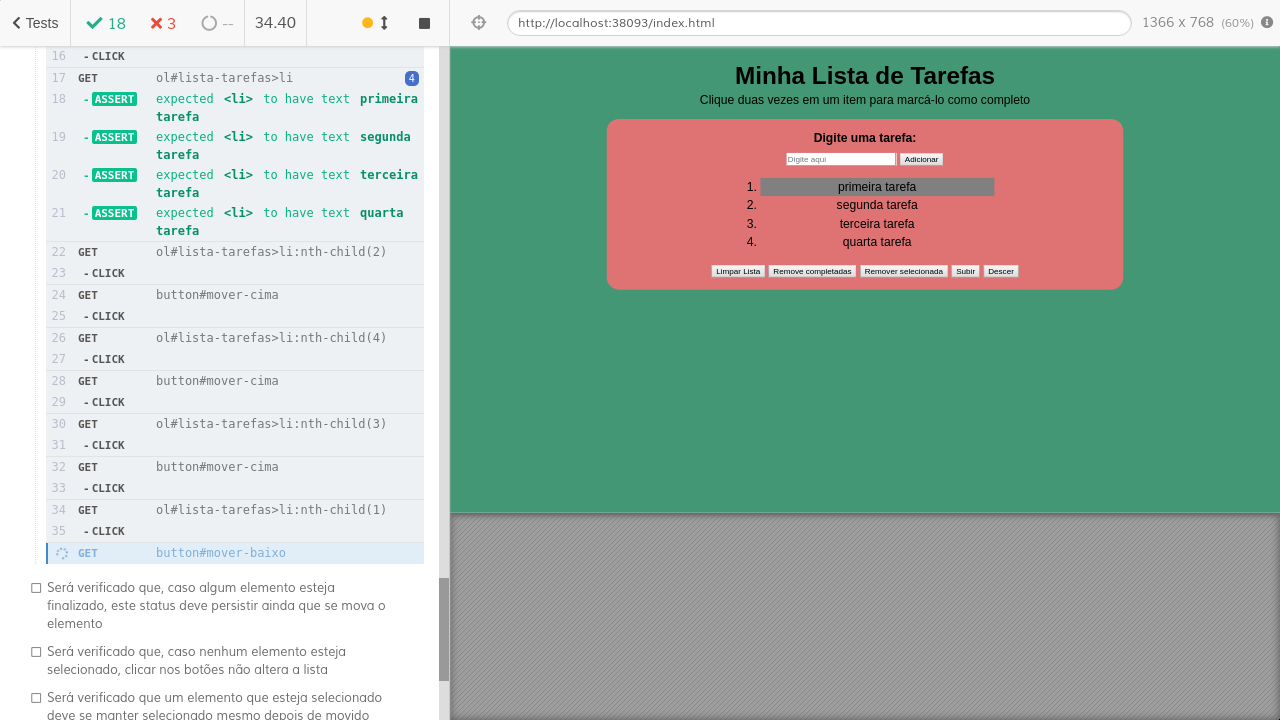 Tests 18 3 -- 34.40
16 - CLICK
17 GET ol#lista-tarefas>li 4
18 - ASSERT expected <li> to have text primeira
tarefa
19 - ASSERT expected <li> to have text segunda
tarefa
20 - ASSERT expected <li> to have text terceira
tarefa
21 - ASSERT expected <li> to have text quarta
tarefa
22 GET ol#lista-tarefas>li:nth-child(2)
23 - CLICK
24 GET button#mover-cima
25 - CLICK
26 GET ol#lista-tarefas>li:nth-child(4)
27 - CLICK
28 GET button#mover-cima
29 - CLICK
30 GET ol#lista-tarefas>li:nth-child(3)
31 - CLICK
32 GET button#mover-cima
33 - CLICK
34 GET ol#lista-tarefas>li:nth-child(1)
35 - CLICK
GET button#mover-baixo
Será verificado que, caso algum elemento esteja
finalizado, este status deve persistir ainda que se mova o
elemento
Será verificado que, caso nenhum elemento esteja
selecionado, clicar nos botões não altera a lista
Será verificado que um elemento que esteja selecionado
deve se manter selecionado mesmo depois de movido
http://localhost:38093/index.html 1366 x 768 (60%)
Minha Lista de Tarefas
Clique duas vezes em um item para marcá-lo como completo
Digite uma tarefa:
Digite aqui Adicionar
1. primeira tarefa
2. segunda tarefa
3. terceira tarefa
4. quarta tarefa
Limpar Lista Remove completadas Remover selecionada Subir Descer